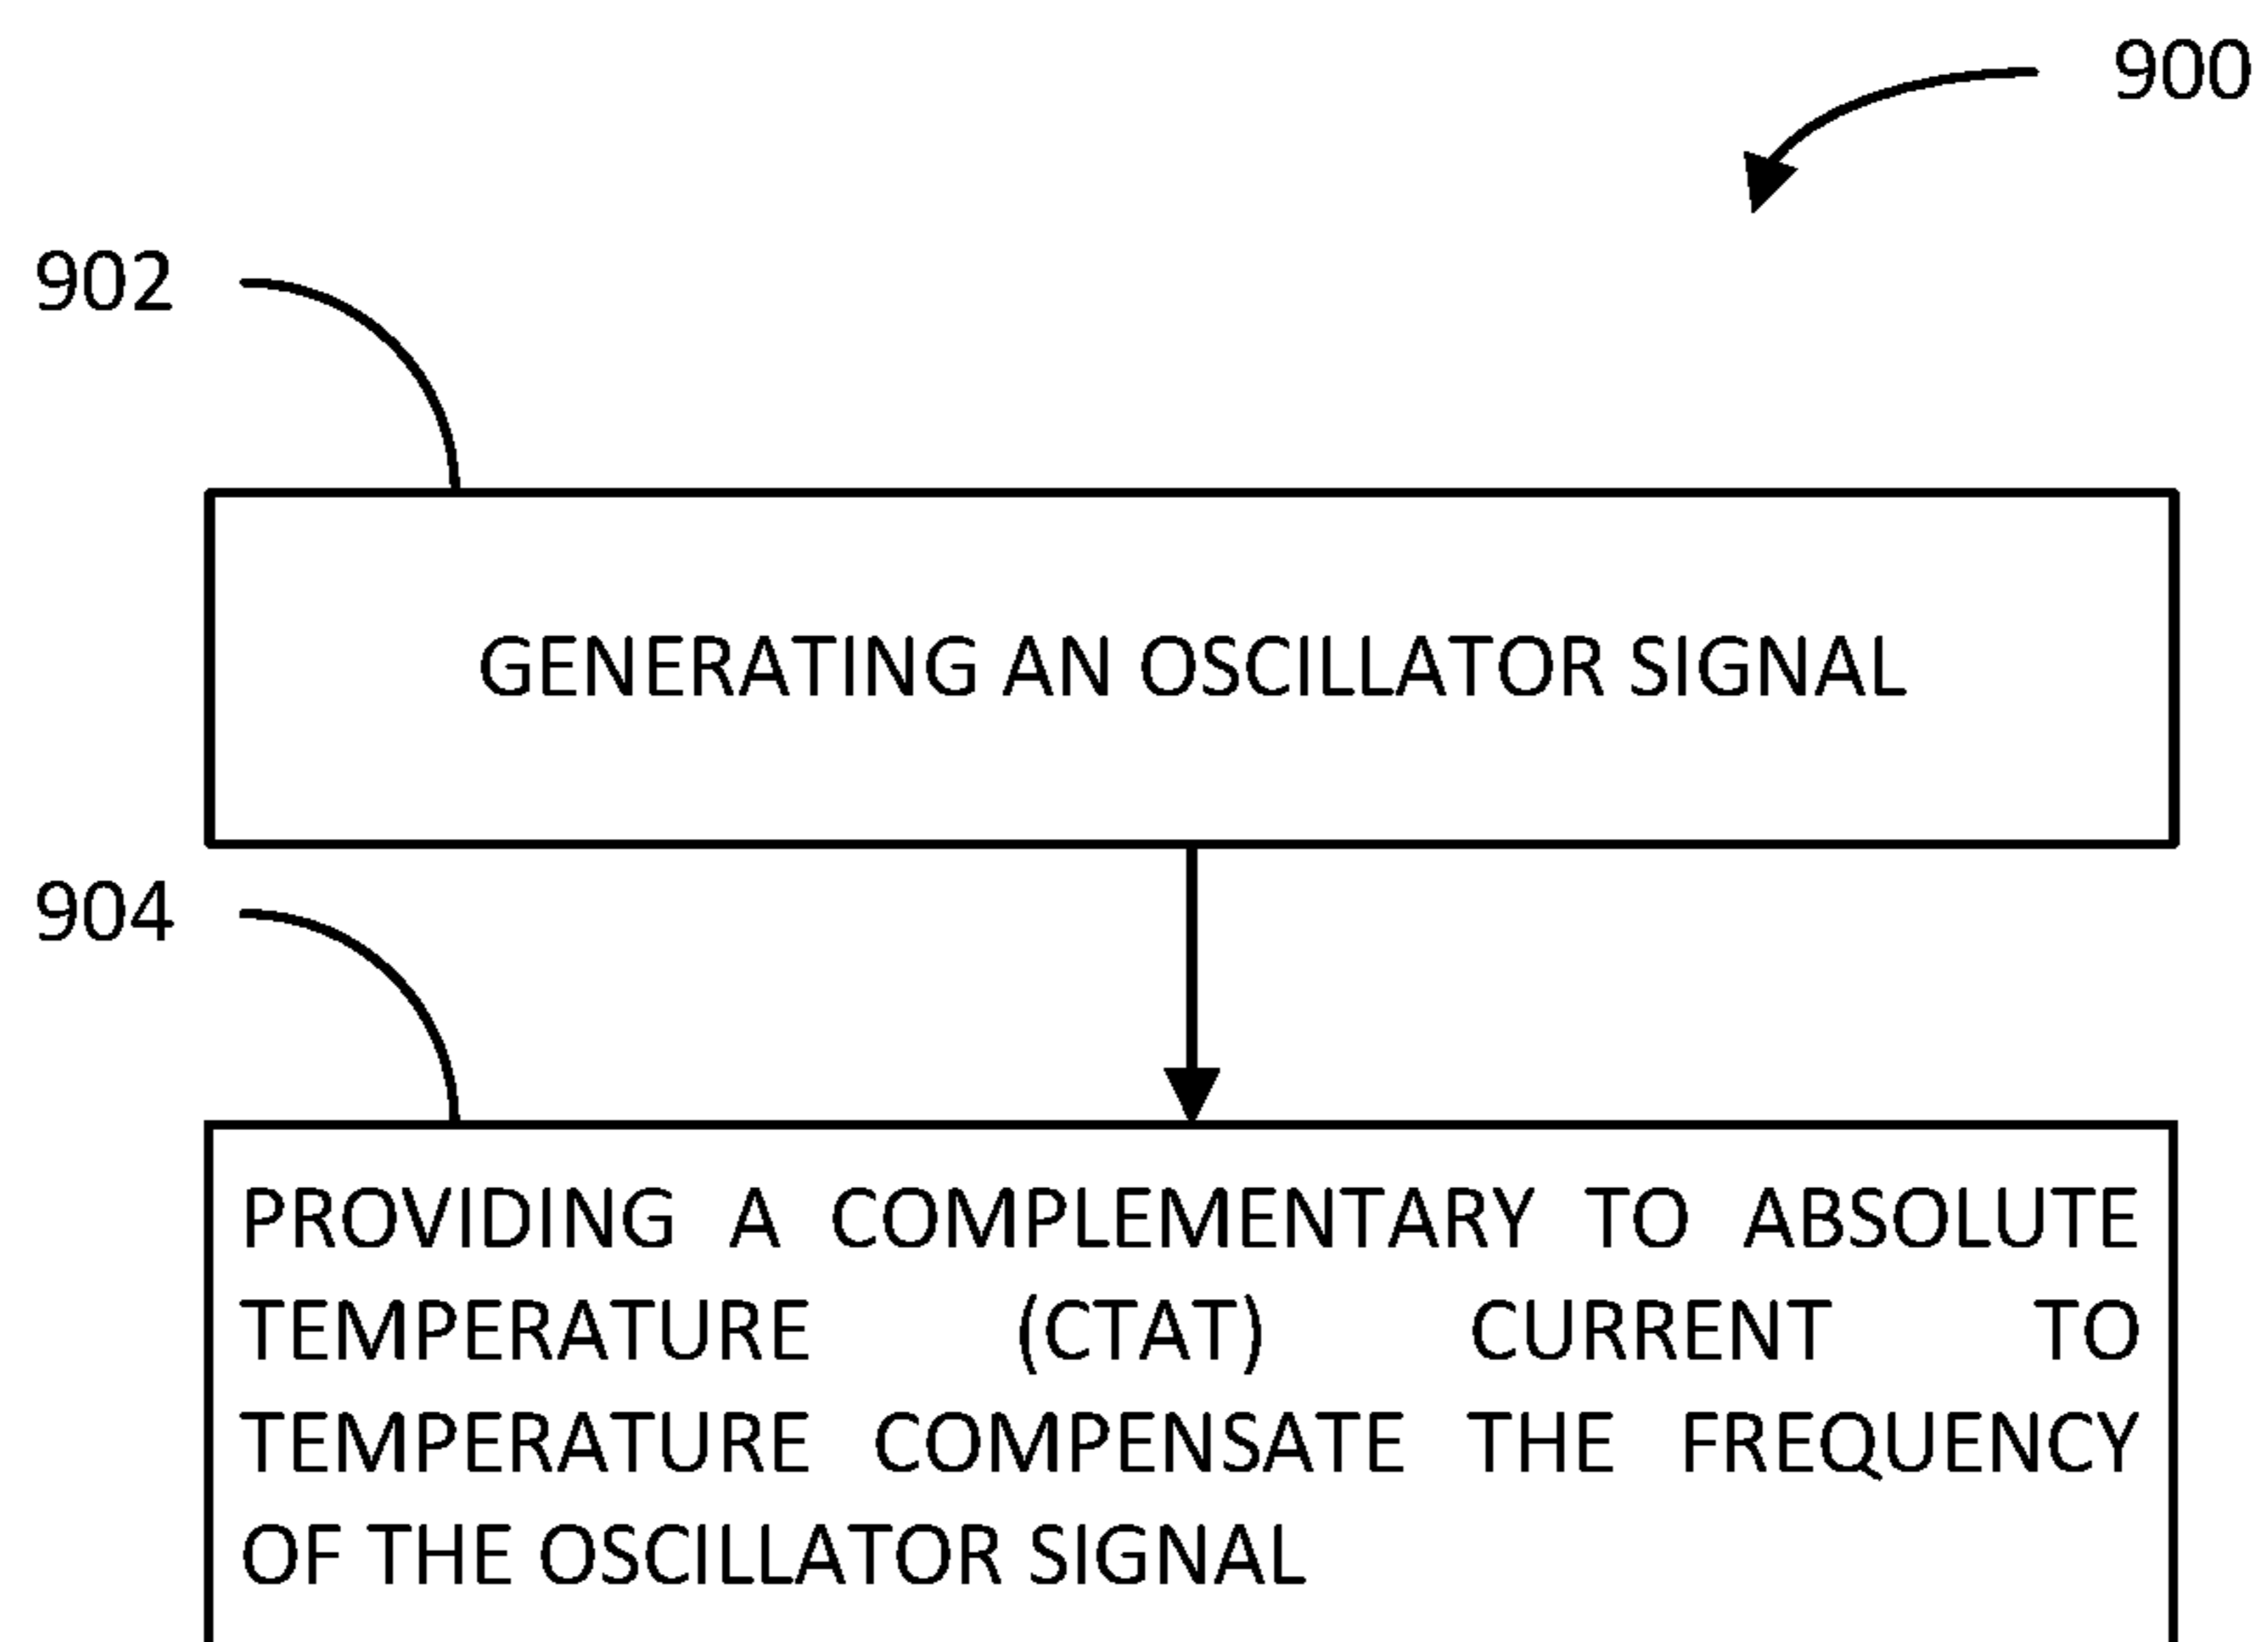 900
902
GENERATING AN OSCILLATOR SIGNAL
904
PROVIDING A COMPLEMENTARY TO ABSOLUTE
TEMPERATURE (CTAT) CURRENT TO
TEMPERATURE COMPENSATE THE FREQUENCY
OF THE OSCILLATOR SIGNAL